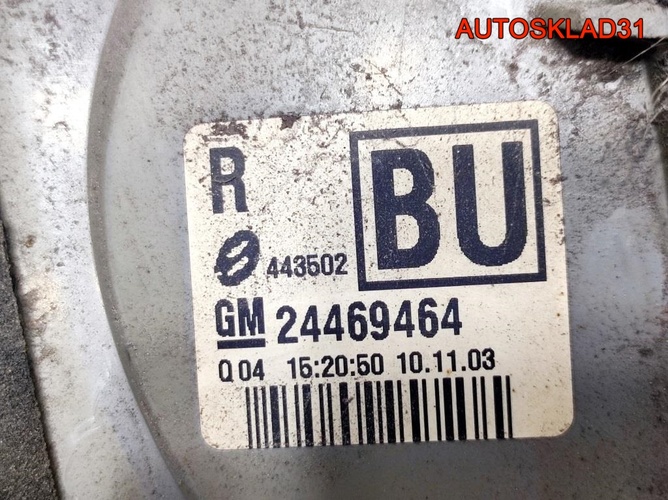 AUTOSKLAD31
R
BU
443502
GM 24469464
Q 04 15:20:50 10.11.03